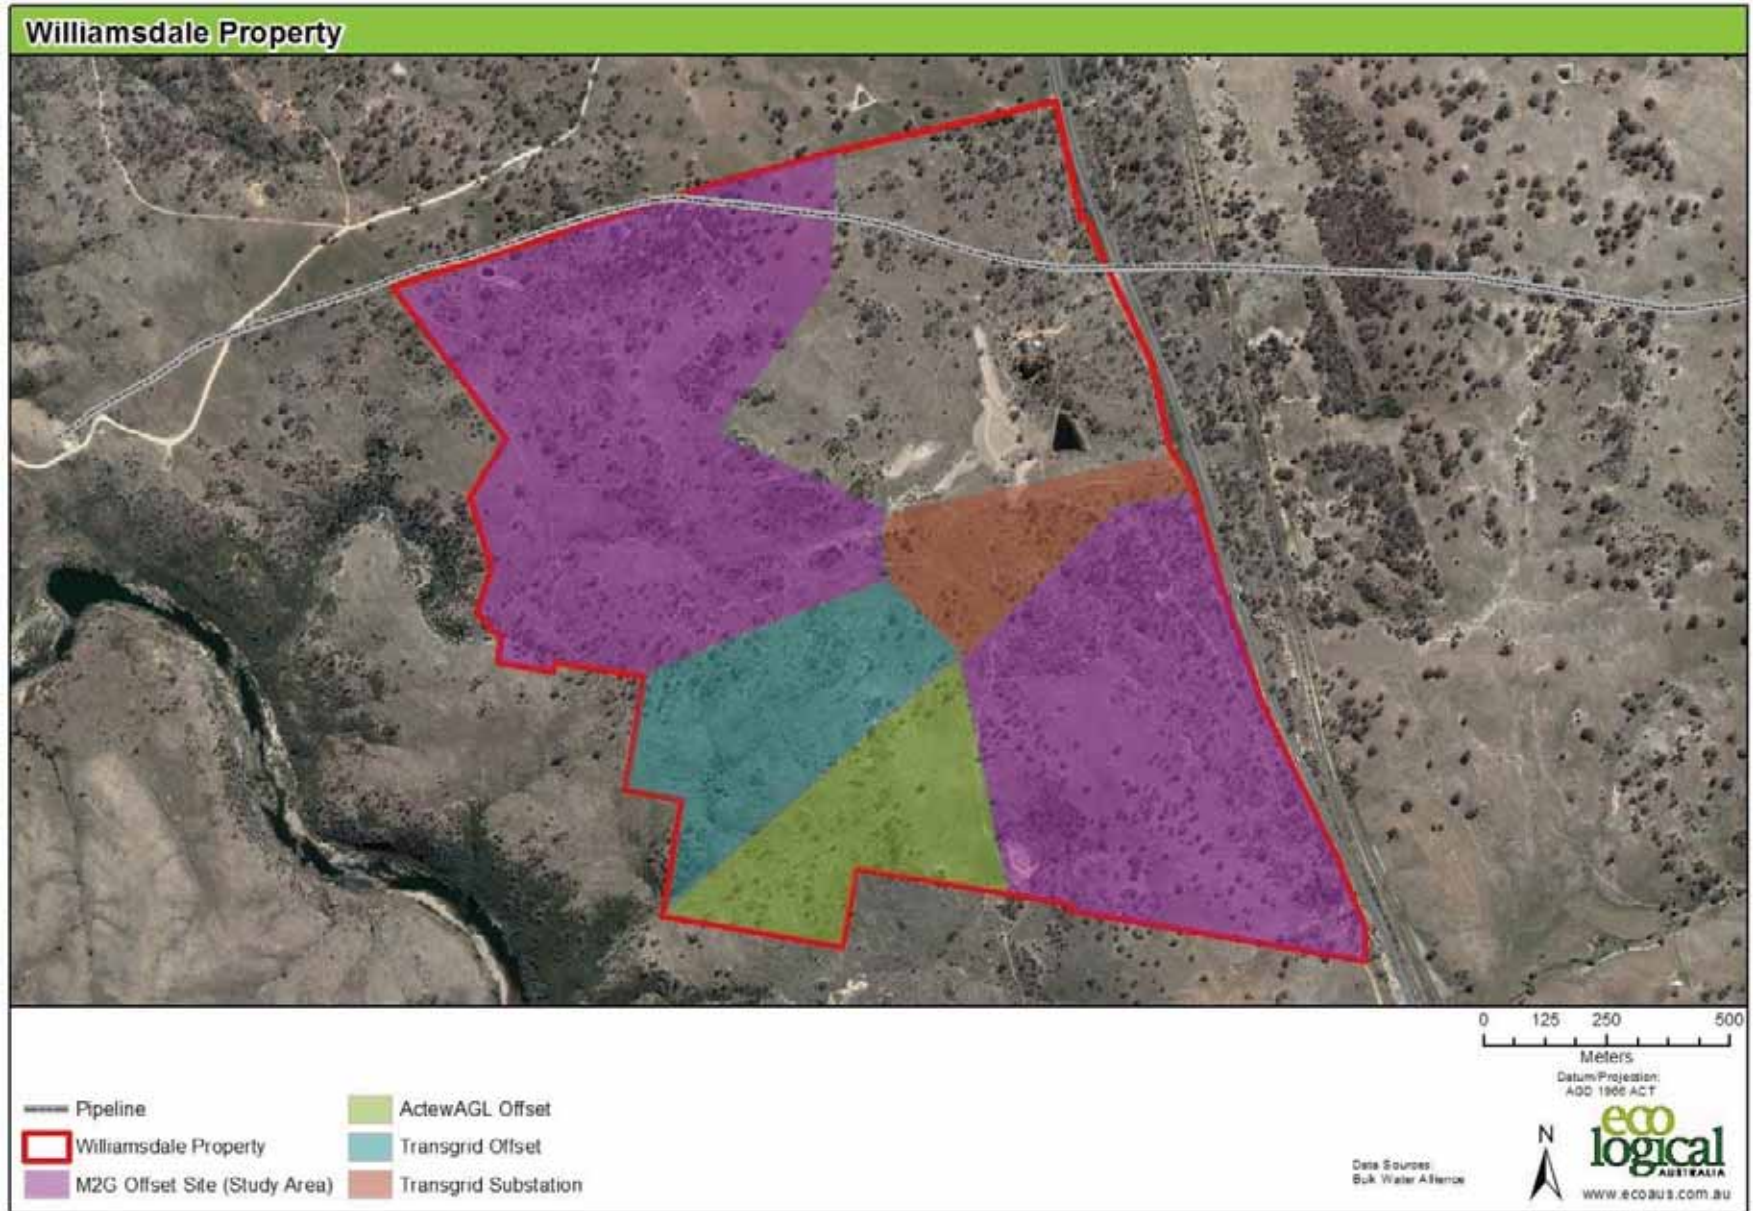 Williamsdale Property
0 125 250 500
Meters
Datum/Projection:
AGD 1966 ACT
Pipeline
Williamsdale Property
M2G Offset Site (Study Area)
ActewAGL Offset
Transgrid Offset
Transgrid Substation
Data Sources:
Bulk Water Alliance
N
eco
logical
AUSTRALIA
www.ecoaus.com.au